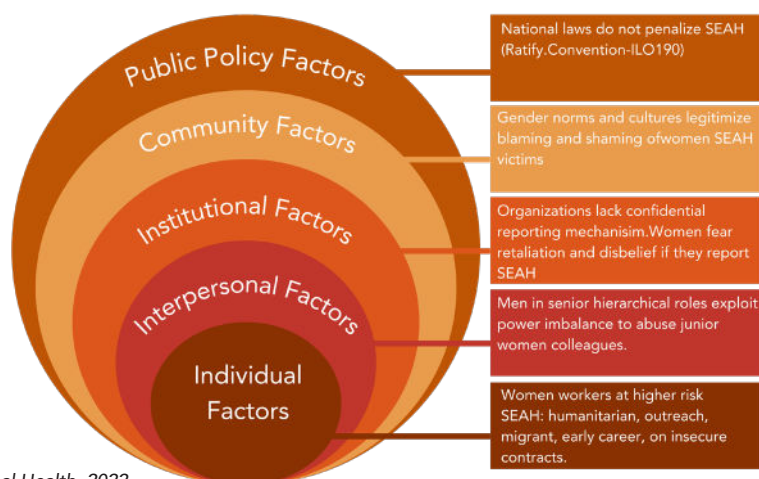 Public Policy Factors
National laws do not penalize SEAH
(Ratify.Convention-ILO190)
Community Factors
Gender norms and cultures legitimize
blaming and shaming ofwomen SEAH
victims
Institutional Factors
Organizations lack confidential
reporting mechanisim.Women fear
retaliation and disbelief if they report
SEAH
Interpersonal Factors
Men in senior hierarchical roles exploit
power imbalance to abuse junior
women colleagues.
Individual
Factors
Women workers at higher risk
SEAH: humanitarian, outreach,
migrant, early career, on insecure
contracts.